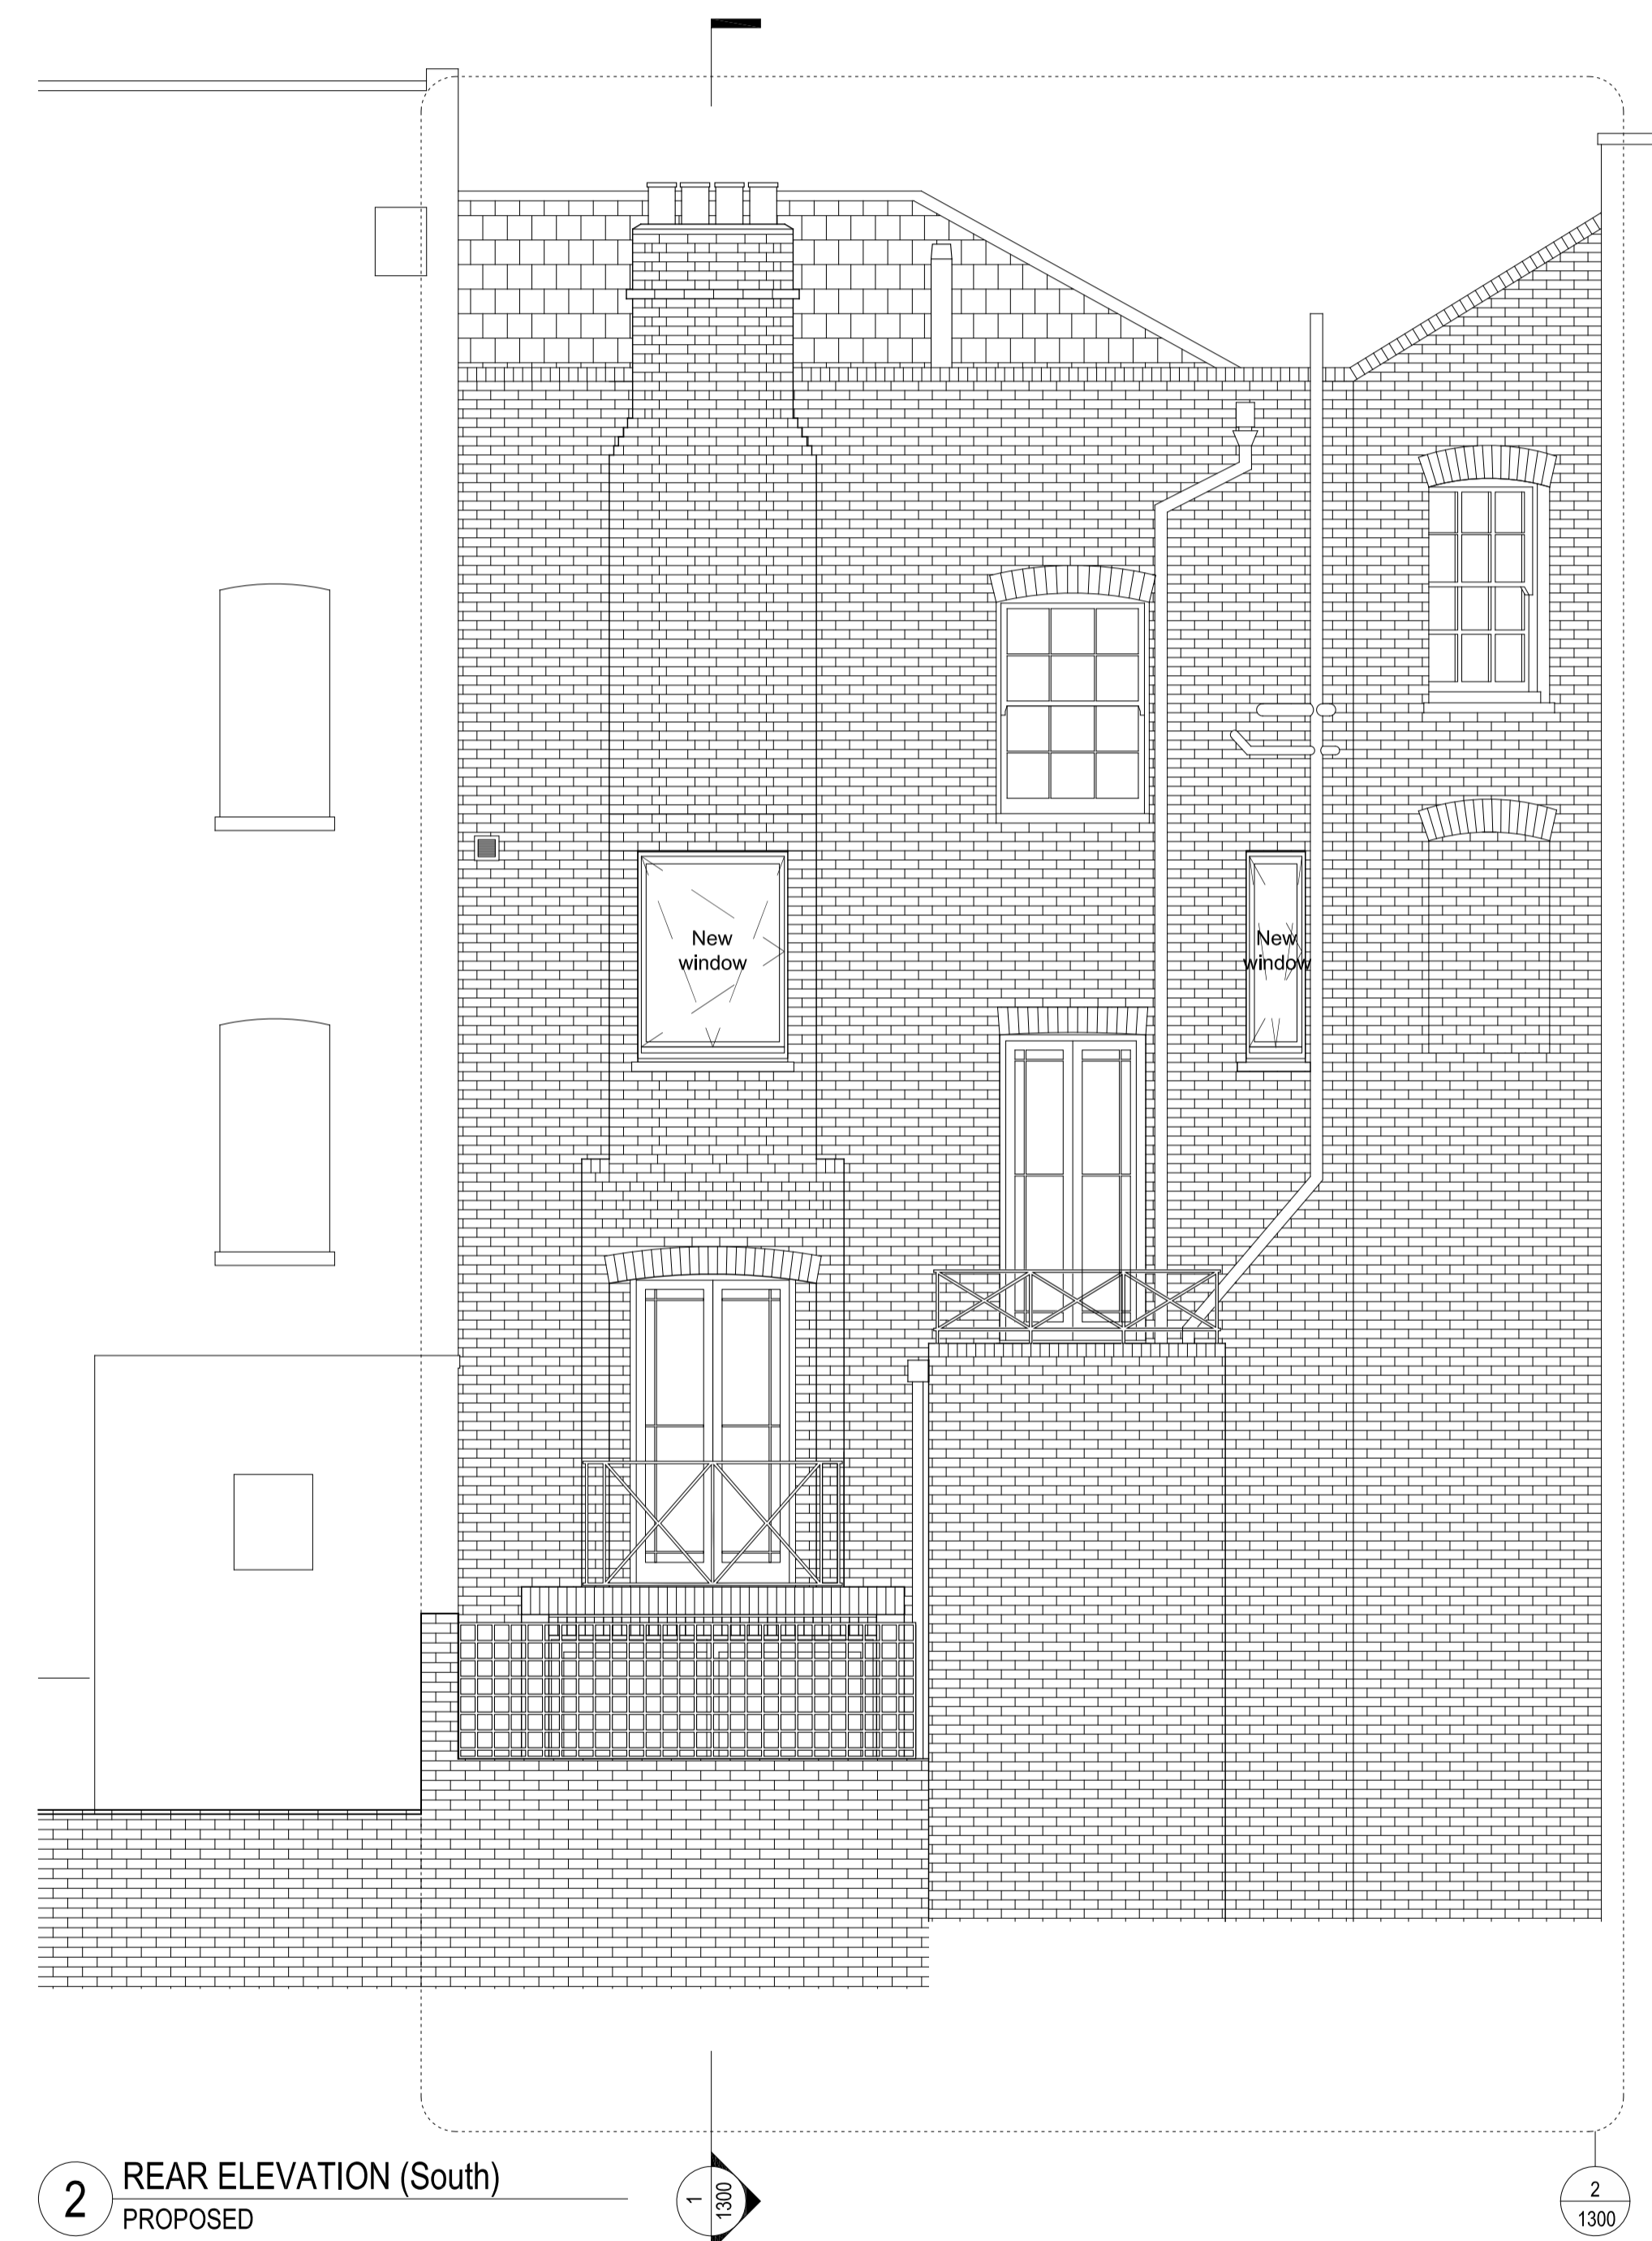 New
window
New
window
2
REAR ELEVATION (South)
PROPOSED
1
1300
2
1300